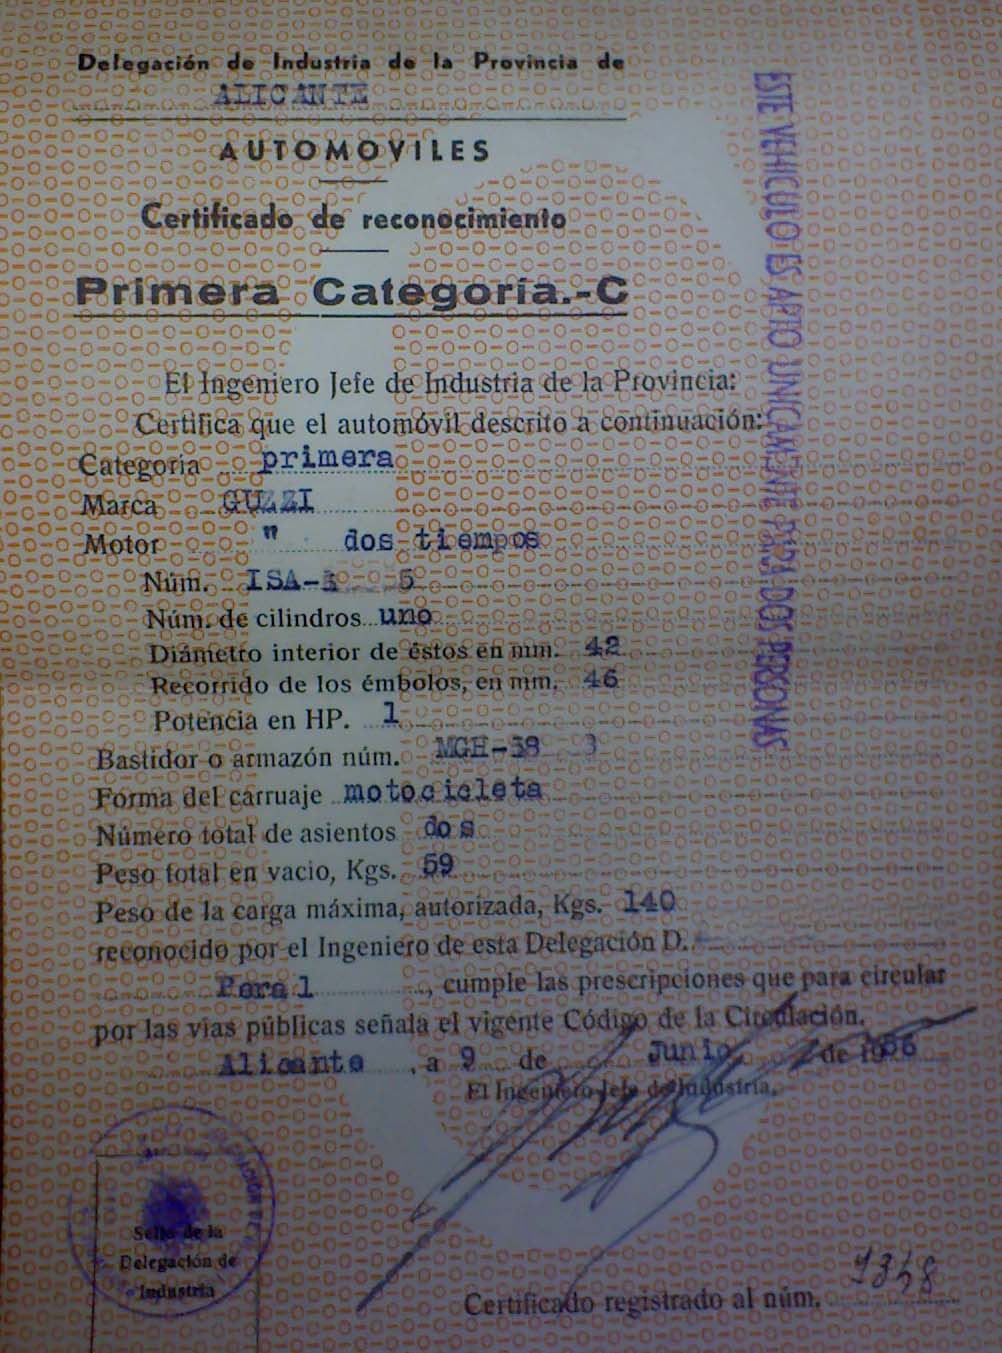 Delegación de Industria de la Provincia de
ALICANTE
AUTOMOVILES
Certificado de reconocimiento
Primera Categoría.-C
El Ingeniero Jefe de Industria de la Provincia:
Certifica que el automóvil descrito a continuación:
Categoria primera
Marca GUZZI
Motor " dos tiempos
Núm. ISA-
Núm. de cilindros uno
Diámetro interior de éstos en mm. 42
Recorrido de los émbolos, en mm. 46
Potencia en HP. 1
Bastidor o armazón núm. MGH-38 3
Forma del carruaje motocicleta
Número total de asientos dos
Peso total en vacio, Kgs. 59
Peso de la carga máxima, autorizada, Kgs. 140
reconocido por el Ingeniero de esta Delegación D.
Peral, cumple las prescripciones que para circular
por las vías públicas señala el vigente Código de la Circulación.
Alicante, a 9 de Junio de 1956
El Ingeniero Jefe de Industria,
Sello de la
Delegación de
Industria
Certificado registrado al núm. 9348
ESTE VEHICULO ES APTO UNICAMENTE PARA DOS PERSONAS